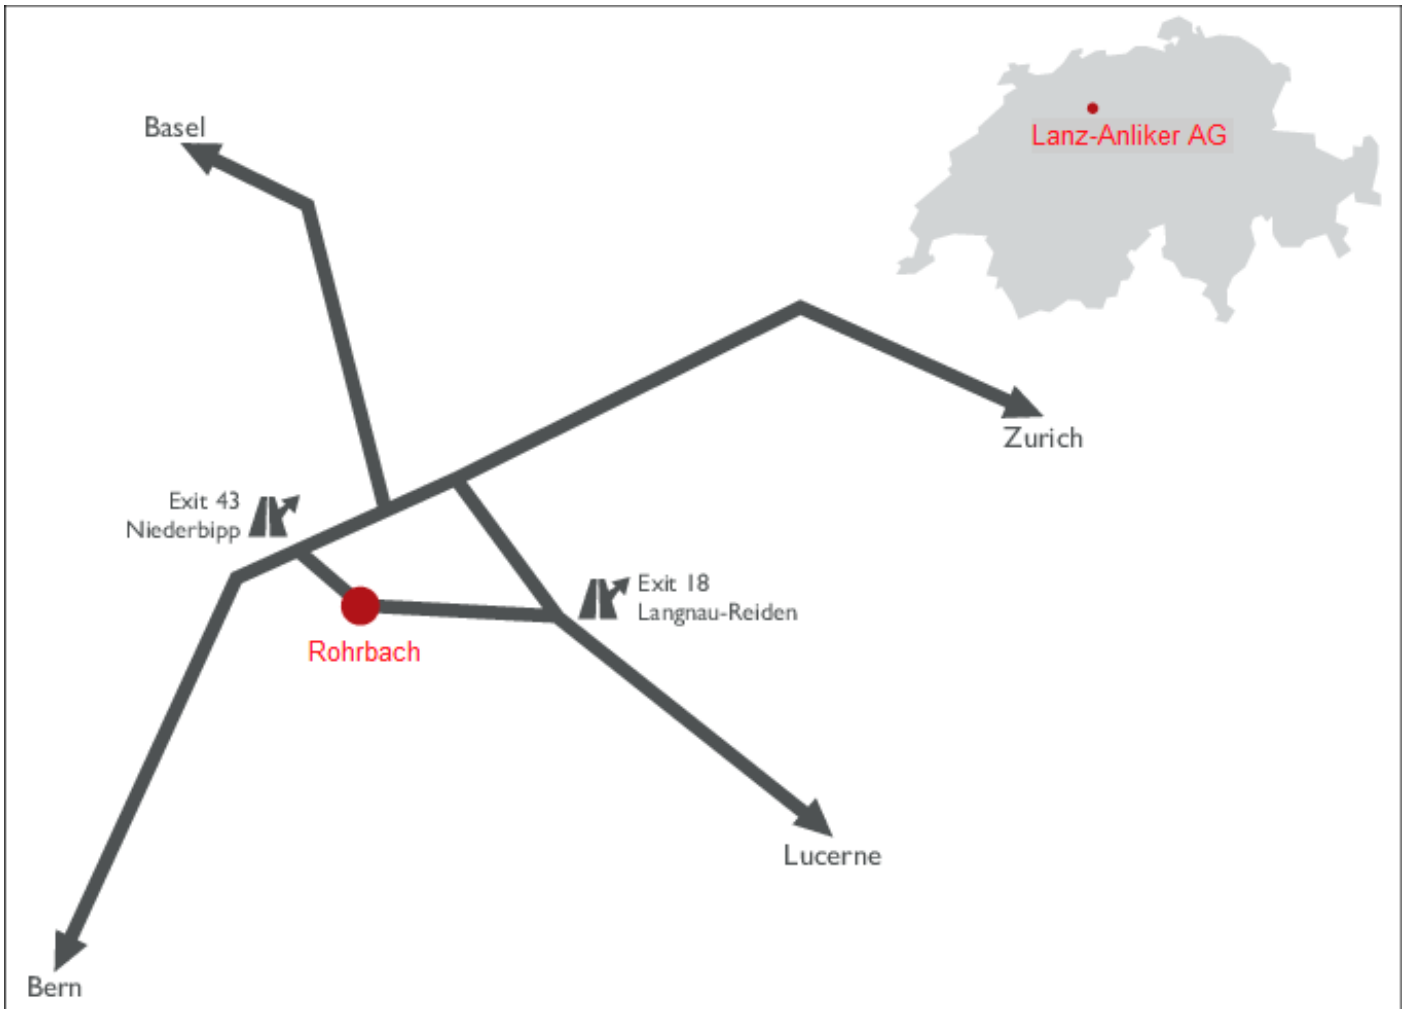 Basel
Lanz-Anliker AG
Zurich
Exit 43
Niederbipp
Exit 18
Langnau-Reiden
Rohrbach
Lucerne
Bern